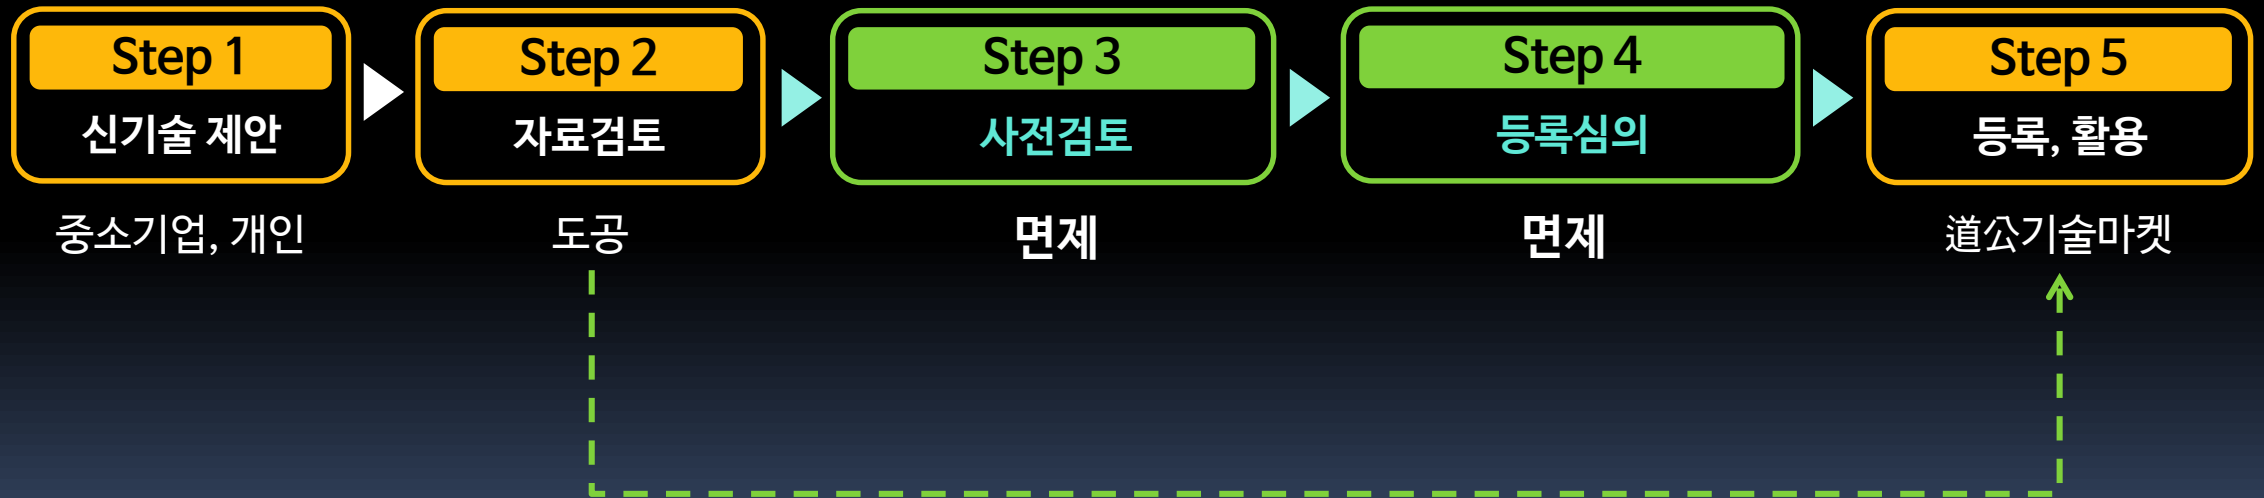 Step 1
신기술 제안
중소기업, 개인
Step 2
자료검토
도공
Step 3
사전검토
면제
Step 4
등록심의
면제
Step 5
등록, 활용
道公기술마켓